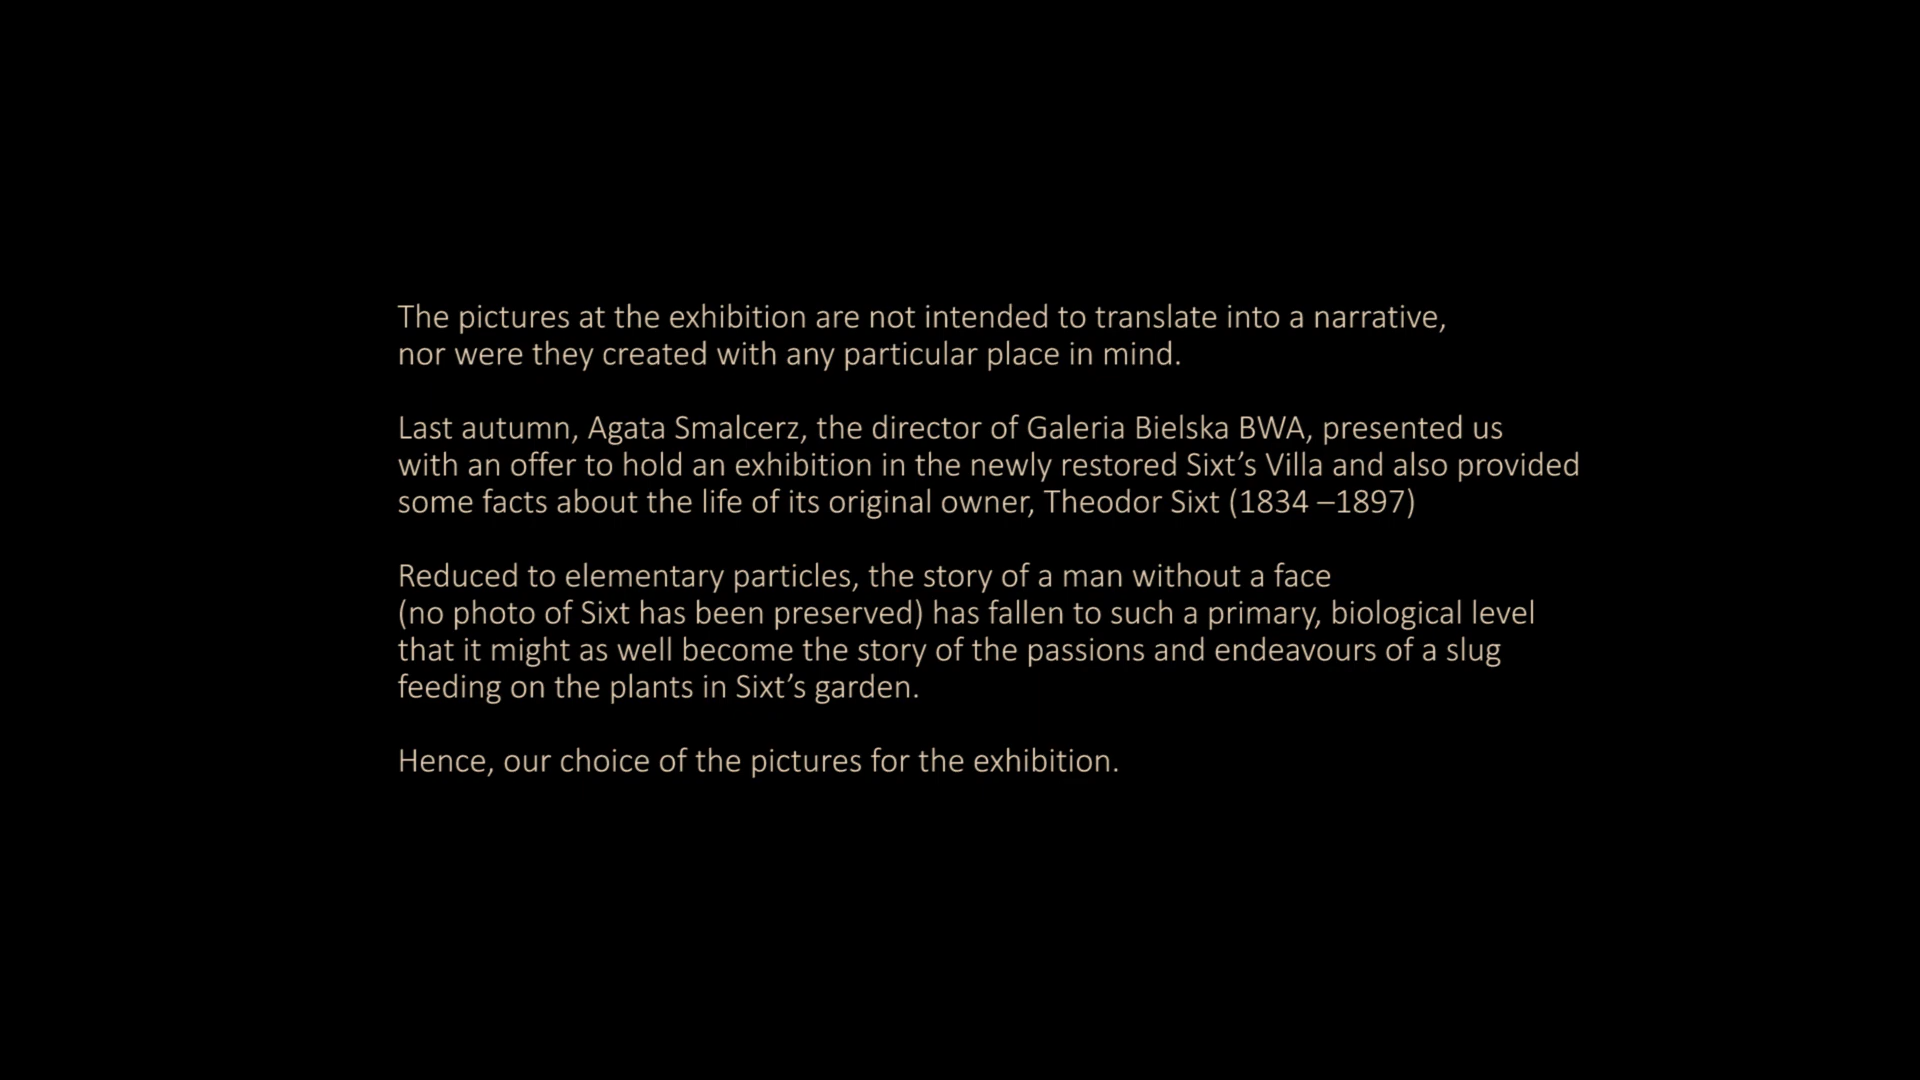 The pictures at the exhibition are not intended to translate into a narrative,
nor were they created with any particular place in mind.
Last autumn, Agata Smalcerz, the director of Galeria Bielska BWA, presented us
with an offer to hold an exhibition in the newly restored Sixt’s Villa and also provided
some facts about the life of its original owner, Theodor Sixt (1834 –1897)
Reduced to elementary particles, the story of a man without a face
(no photo of Sixt has been preserved) has fallen to such a primary, biological level
that it might as well become the story of the passions and endeavours of a slug
feeding on the plants in Sixt’s garden.
Hence, our choice of the pictures for the exhibition.